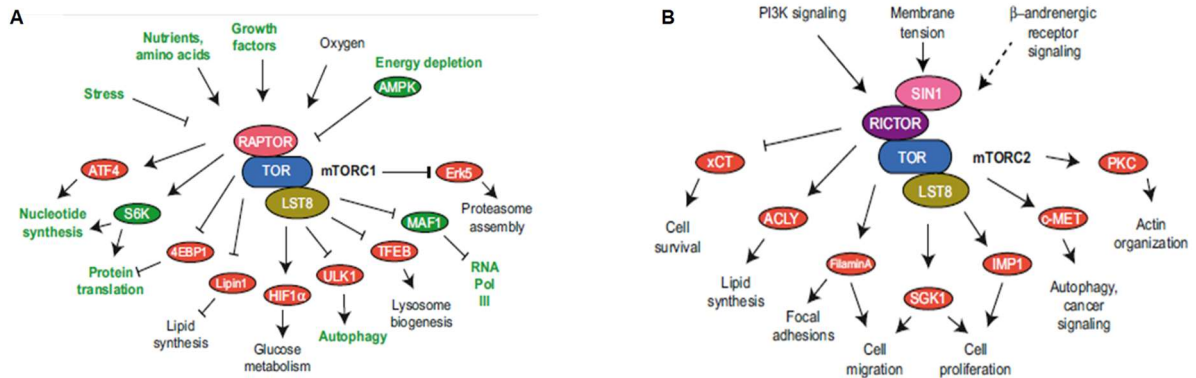 A
Nutrients,
amino acids
Growth
factors
Oxygen
Energy depletion
AMPK
Stress
RAPTOR
ATF4
TOR
mTORC1
Erk5
LST8
Nucleotide
synthesis
S6K
MAF1
Proteasome
assembly
4EBP1
TFEB
Protein
translation
Lipin1
HIF1α
ULK1
RNA
Pol
III
Lysosome
biogenesis
Lipid
synthesis
Autophagy
Glucose
metabolism
B
PI3K signaling
Membrane
tension
β–andrenergic
receptor
signaling
SIN1
RICTOR
xCT
TOR
mTORC2
PKC
LST8
ACLY
c-MET
Cell
survival
Actin
organization
FilaminA
IMP1
Lipid
synthesis
SGK1
Autophagy,
cancer
signaling
Focal
adhesions
Cell
migration
Cell
proliferation